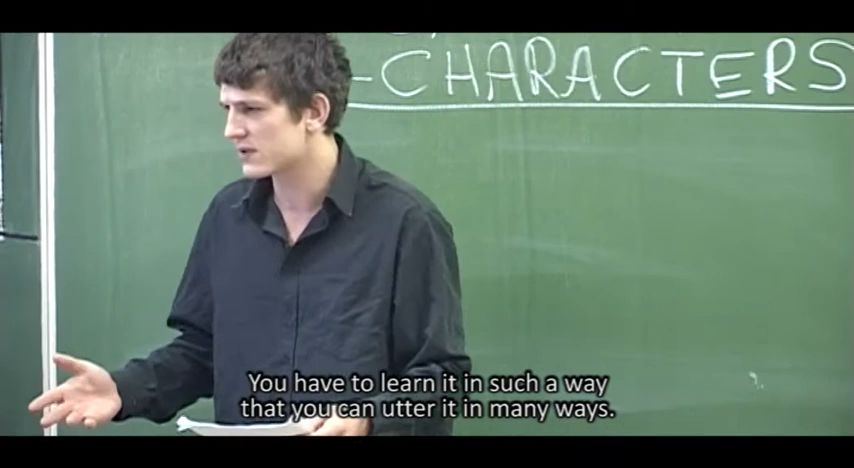 -CHARACTERS
You have to learn it in such a way
that you can utter it in many ways.